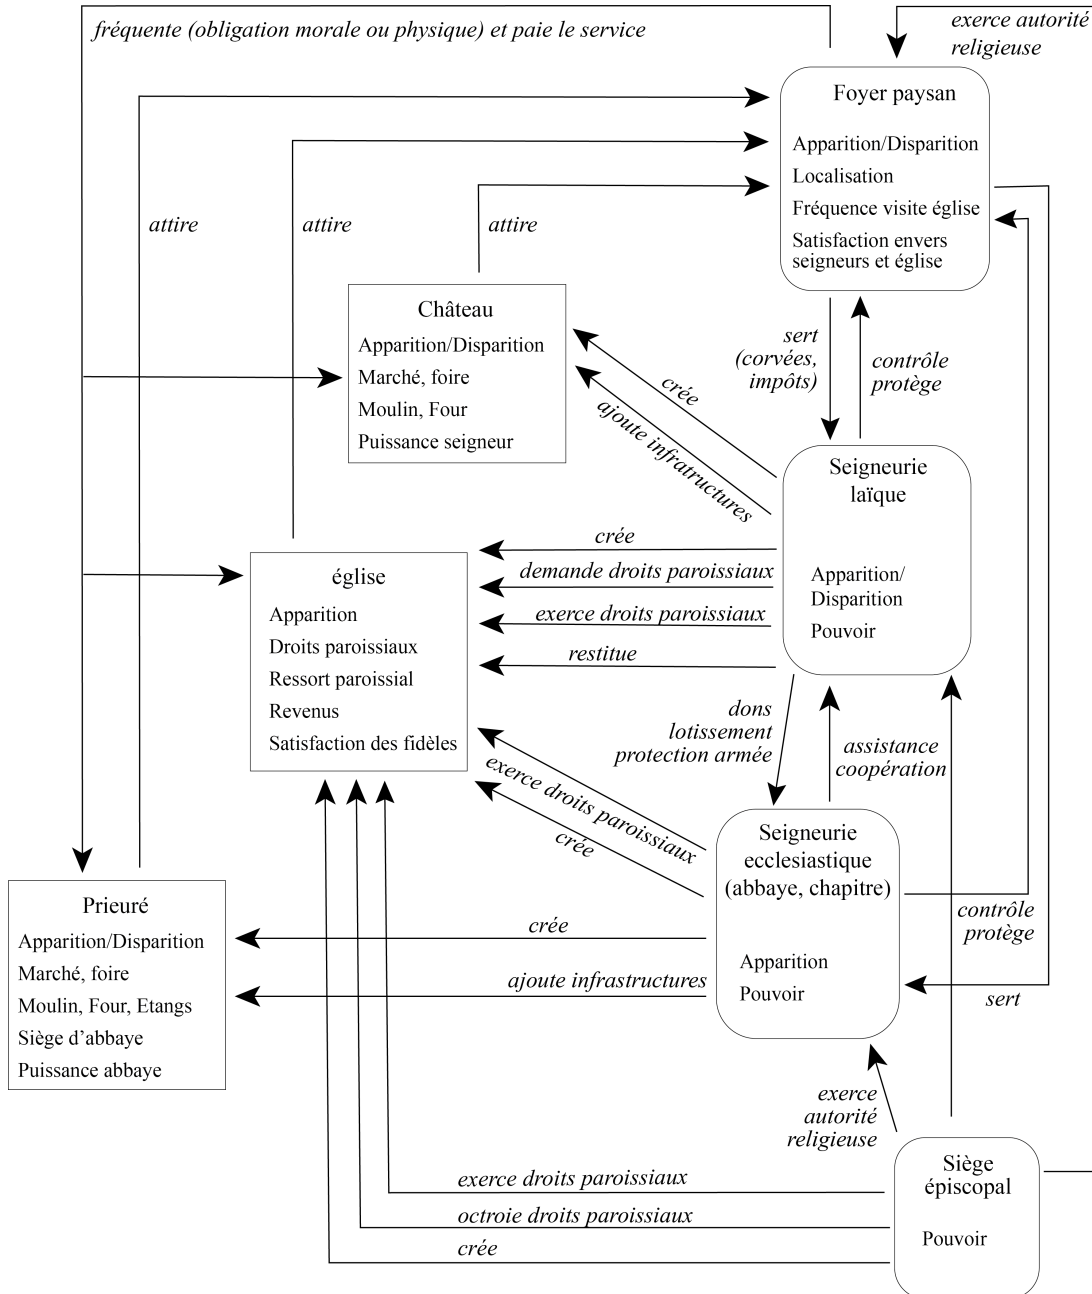 fréquente (obligation morale ou physique) et paie le service
exerce autorité
religieuse
Foyer paysan
Apparition/Disparition
Localisation
Fréquence visite église
Satisfaction envers
seigneurs et église
attire
attire
attire
Château
Apparition/Disparition
Marché, foire
Moulin, Four
Puissance seigneur
sert
(corvées,
impôts)
contrôle
protège
crée
ajoute infratructures
Seigneurie
laïque
Apparition/
Disparition
Pouvoir
crée
demande droits paroissiaux
exerce droits paroissiaux
restitue
église
Apparition
Droits paroissiaux
Ressort paroissial
Revenus
Satisfaction des fidèles
dons
lotissement
protection armée
assistance
coopération
exerce droits paroissiaux
crée
Seigneurie
ecclesiastique
(abbaye, chapitre)
Apparition
Pouvoir
contrôle
protège
sert
Prieuré
Apparition/Disparition
Marché, foire
Moulin, Four, Etangs
Siège d'abbaye
Puissance abbaye
crée
ajoute infrastructures
exerce
autorité
religieuse
Siège
épiscopal
Pouvoir
exerce droits paroissiaux
octroie droits paroissiaux
crée